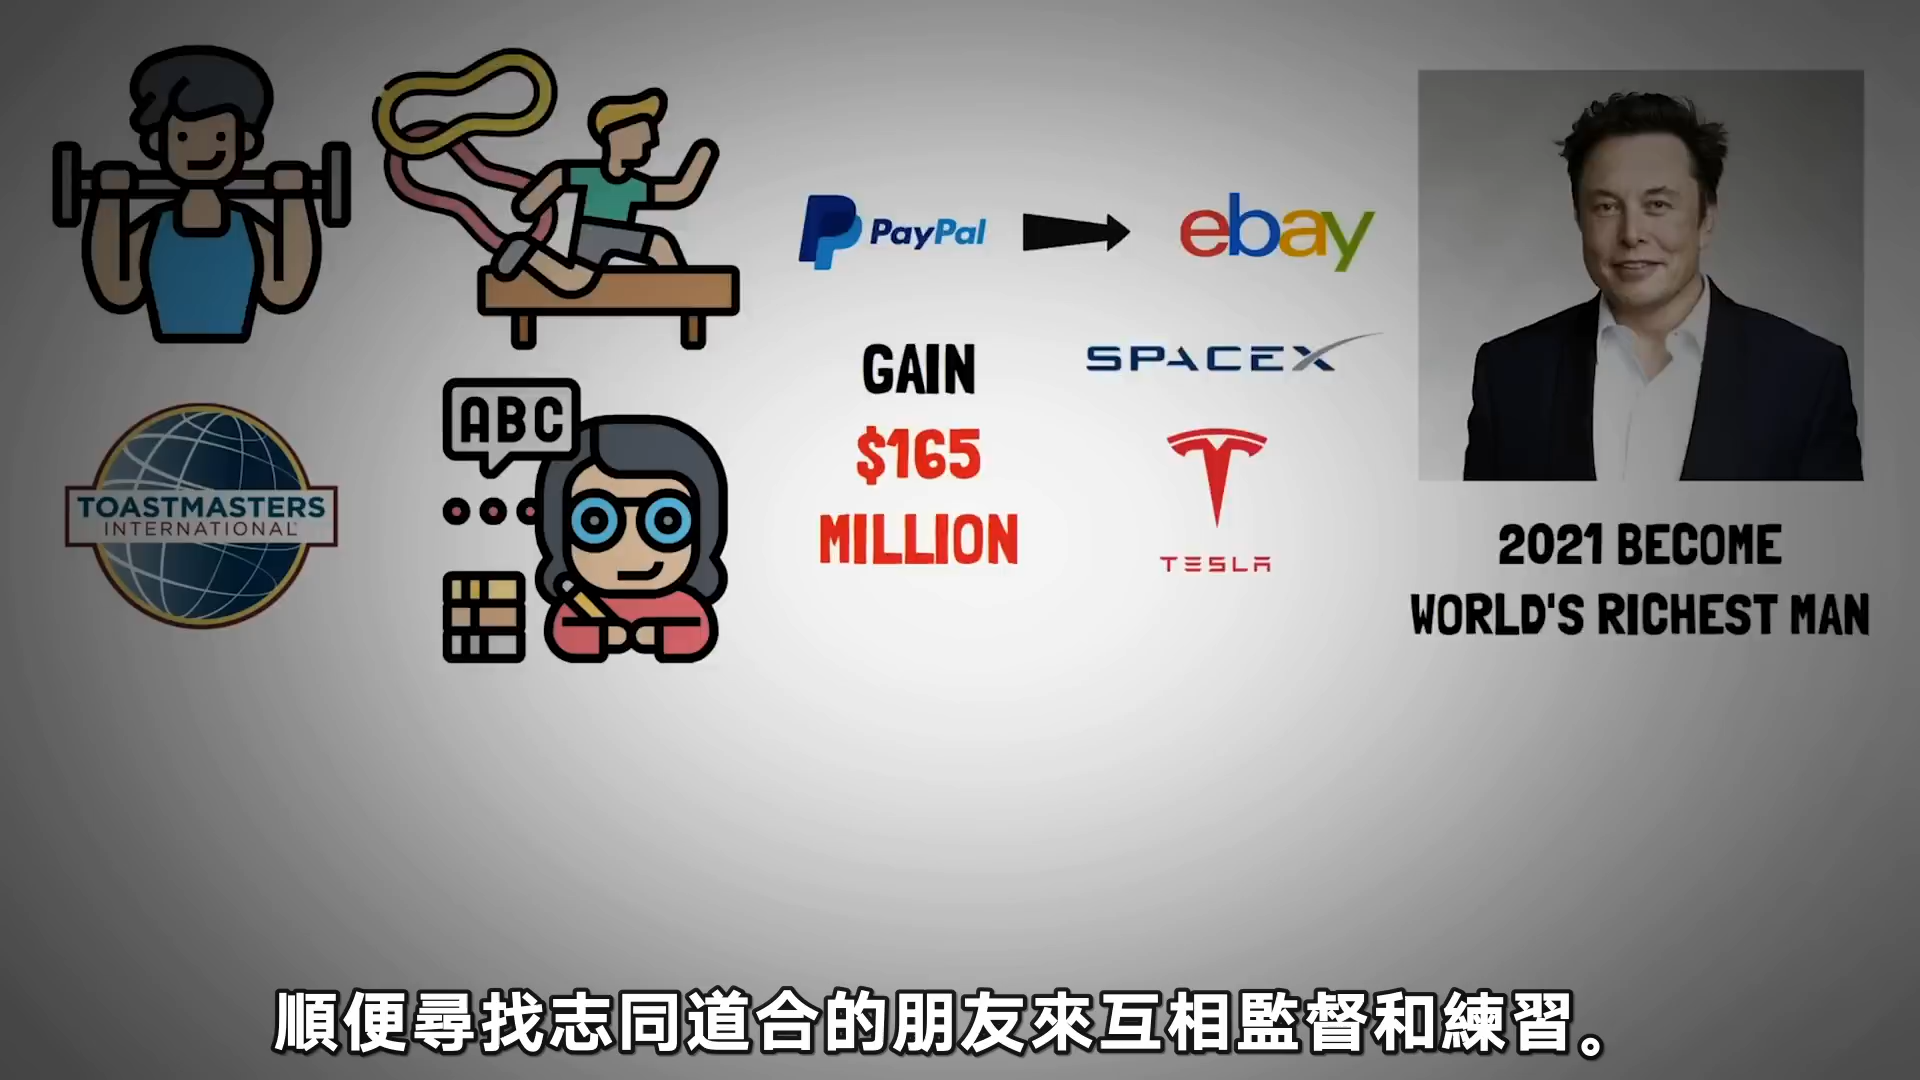 PayPal
ebay
GAIN
$165
MILLION
SPACEX
TESLA
2021 BECOME
WORLD'S RICHEST MAN
TOASTMASTERS
INTERNATIONAL
ABC
順便尋找志同道合的朋友來互相監督和練習。